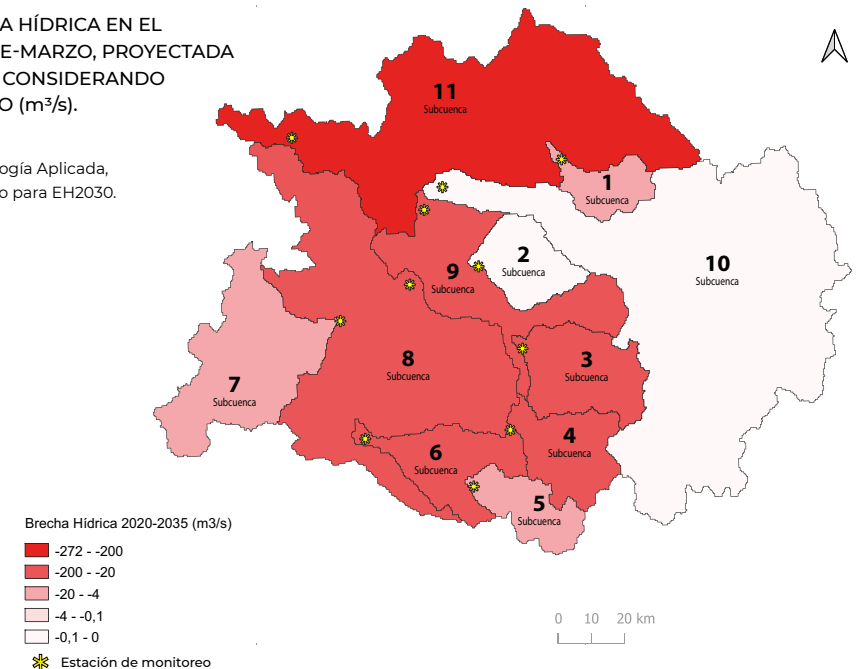 A HÍDRICA EN EL
E-MARZO, PROYECTADA
CONSIDERANDO
O (m³/s).
ogía Aplicada,
o para EH2030.
11
Subcuenca
1
Subcuenca
2
Subcuenca
10
Subcuenca
9
Subcuenca
8
Subcuenca
3
Subcuenca
7
Subcuenca
4
Subcuenca
6
Subcuenca
5
Subcuenca
Brecha Hídrica 2020-2035 (m3/s)
-272 - -200
-200 - -20
-20 - -4
-4 - -0,1
-0,1 - 0
Estación de monitoreo
0 10 20 km